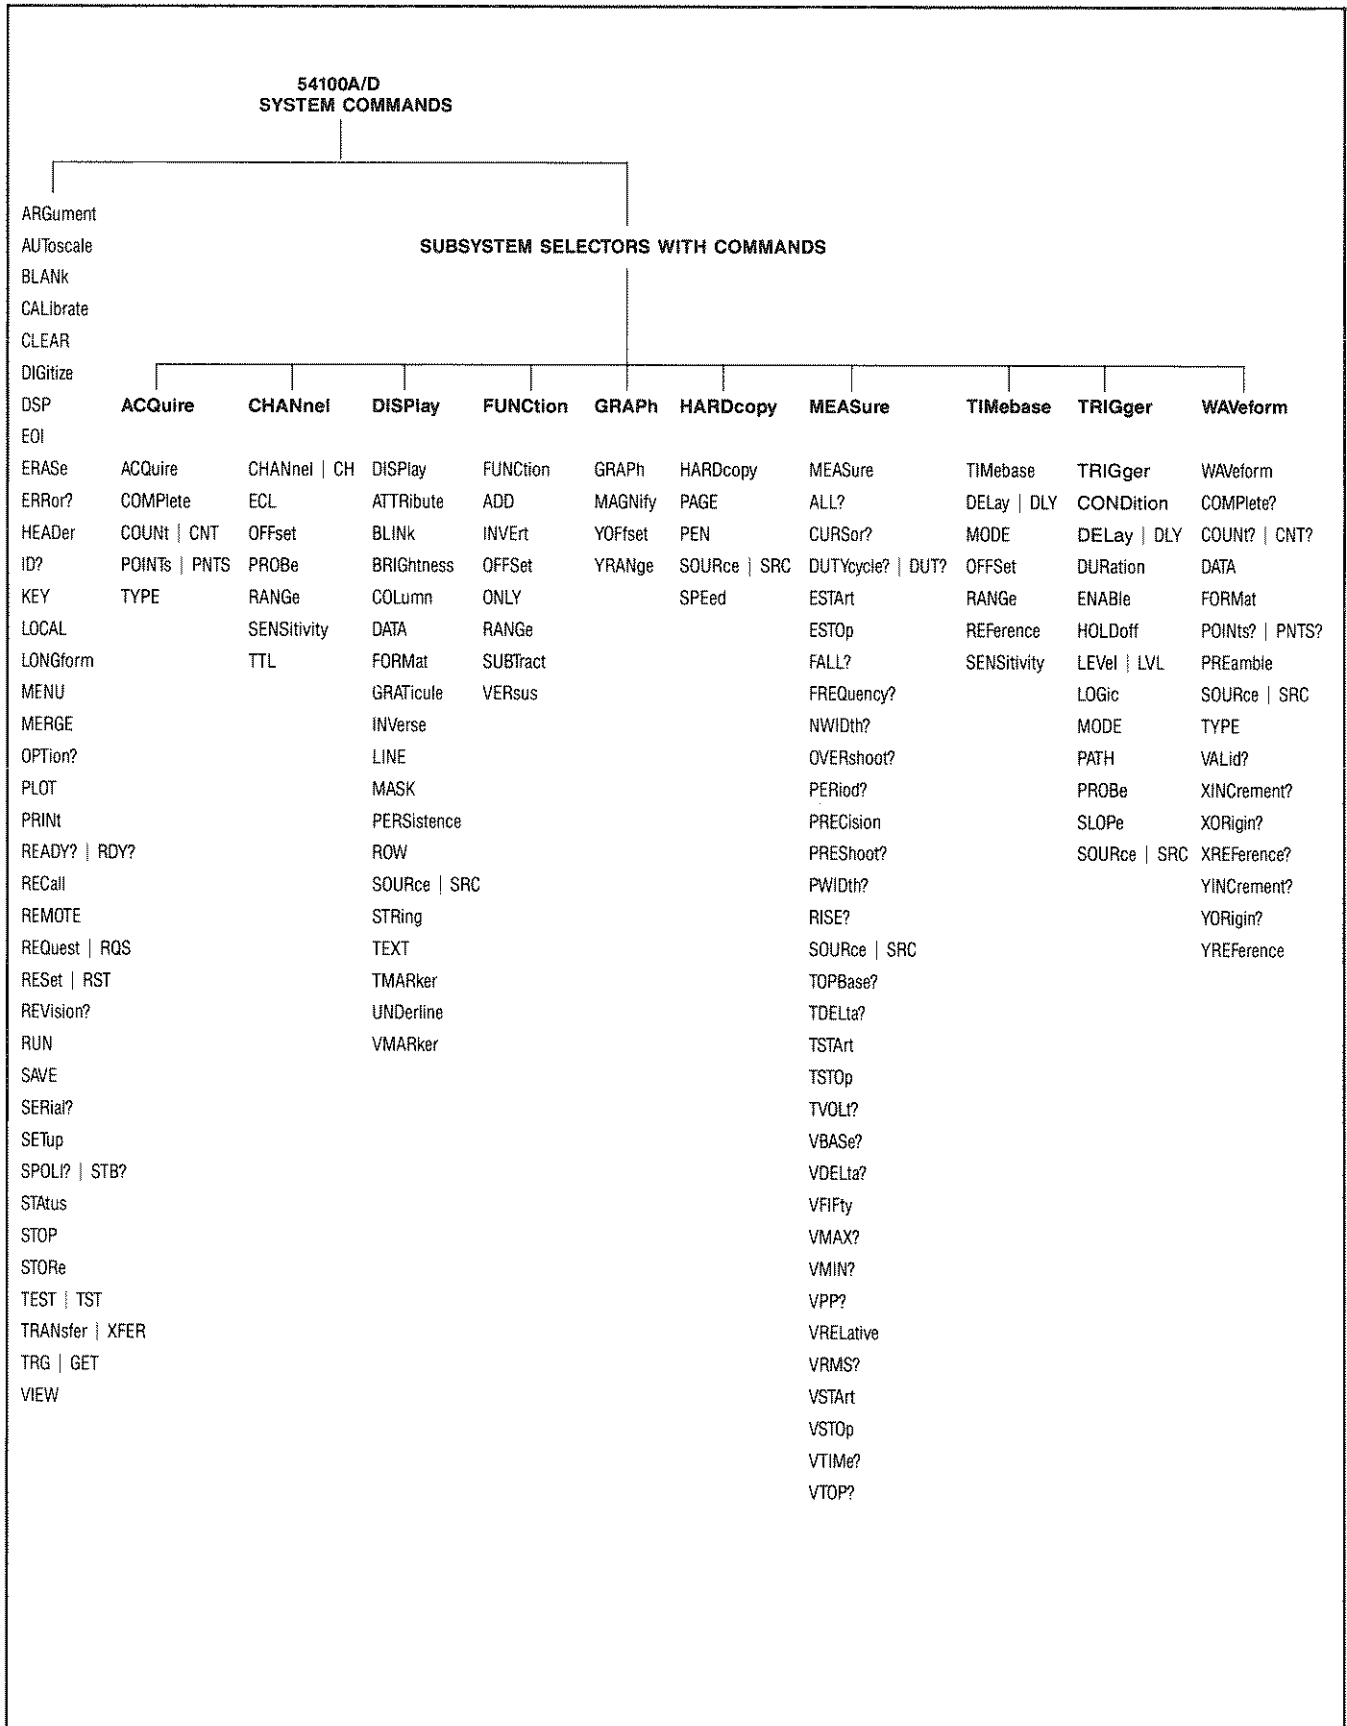 54100A/D
SYSTEM COMMANDS
ARGument
AUToscale
SUBSYSTEM SELECTORS WITH COMMANDS
BLANk
CALibrate
CLEAR
DIGitize
DSP ACQuire CHANnel DISPlay FUNCtion GRAPh HARDcopy MEASure TIMebase TRIGger WAVeform
EOI
ERASe ACQuire CHANnel | CH DISPlay FUNCtion GRAPh HARDcopy MEASure TIMebase TRIGger WAVeform
ERRor? COMPlete ECL ATTRibute ADD MAGNify PAGE ALL? DELay | DLY CONDition COMPlete?
HEADer COUNt | CNT OFFset BLINk INVErt YOFfset PEN CURSor? MODE DELay | DLY COUNt? | CNT?
ID? POINTs | PNTS PROBe BRIGhtness OFFSet YRANge SOURce | SRC DUTYcycle? | DUT? OFFSet DURation DATA
KEY TYPE RANGe COLumn ONLY SPEed ESTArt RANGe ENABle FORMat
LOCAL SENSitivity DATA RANGe ESTOp REFerence HOLDoff POINts? | PNTS?
LONGform TTL FORMat SUBTract FALL? SENSitivity LEVel | LVL PREamble
MENU GRATicule VERsus FREQuency? LOGic SOURce | SRC
MERGE INVerse NWIDth? MODE TYPE
OPTion? LINE OVERshoot? PATH VALid?
PLOT MASK PERiod? PROBe XINCrement?
PRINt PERSistence PRECision SLOPe XORigin?
READY? | RDY? ROW PREShoot? SOURce | SRC XREFerence?
RECall SOURce | SRC PWIDth? YINCrement?
REMOTE STRing RISE? YORigin?
REQuest | RQS TEXT SOURce | SRC YREFerence
RESet | RST TMARker TOPBase?
REVision? UNDerline TDELta?
RUN VMARker TSTArt
SAVE TSTOp
SERial? TVOLt?
SETup VBASe?
SPOLl? | STB? VDELta?
STAtus VFIFty
STOP VMAX?
STORe VMIN?
TEST | TST VPP?
TRANsfer | XFER VRELative
TRG | GET VRMS?
VIEW VSTArt
VSTOp
VTIMe?
VTOP?